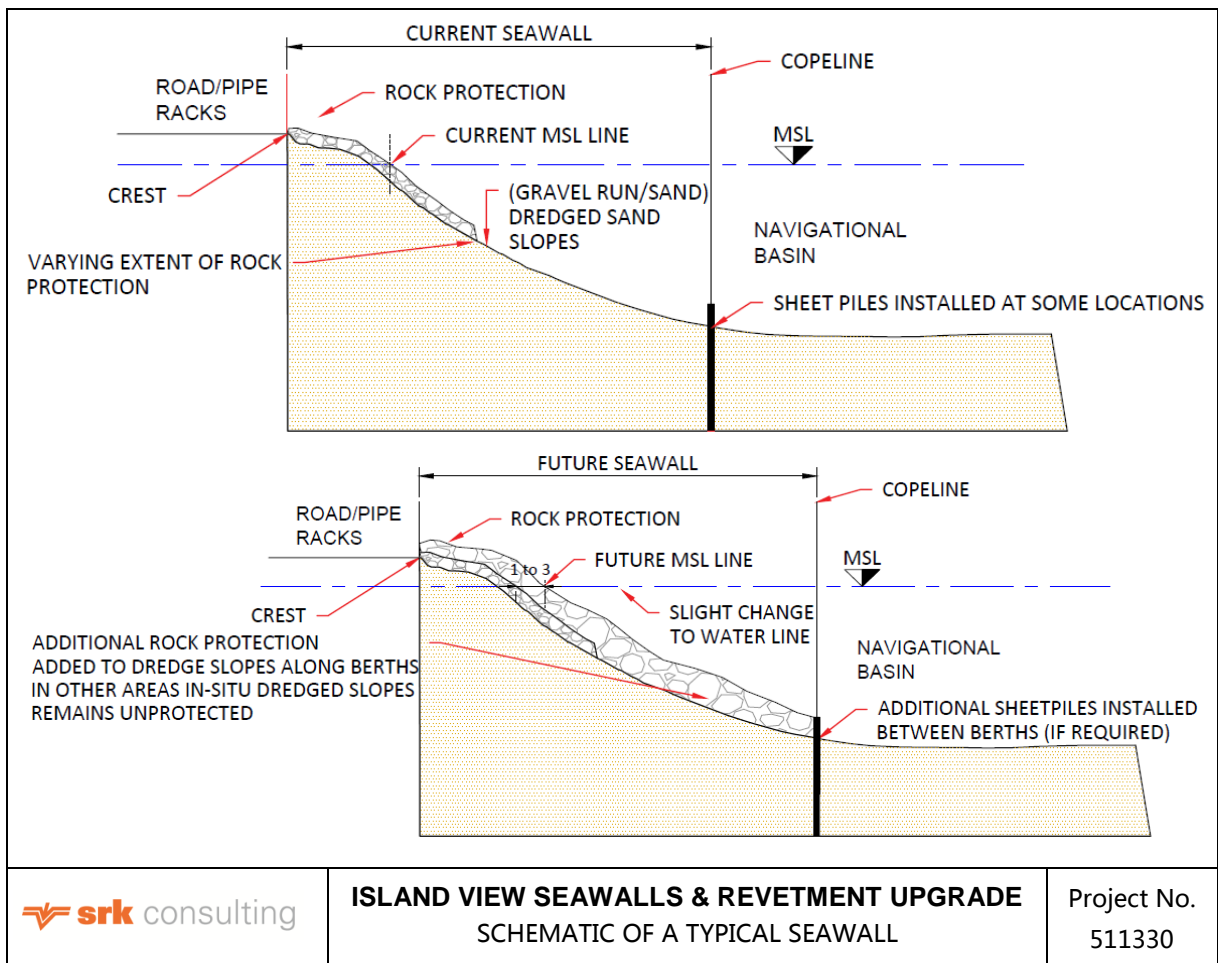 CURRENT SEAWALL
COPELINE
ROAD/PIPE
RACKS
ROCK PROTECTION
CURRENT MSL LINE
MSL
CREST
(GRAVEL RUN/SAND)
DREDGED SAND
SLOPES
NAVIGATIONAL
BASIN
VARYING EXTENT OF ROCK
PROTECTION
SHEET PILES INSTALLED AT SOME LOCATIONS
FUTURE SEAWALL
COPELINE
ROAD/PIPE
RACKS
ROCK PROTECTION
FUTURE MSL LINE
MSL
1 to 3
CREST
SLIGHT CHANGE
TO WATER LINE
ADDITIONAL ROCK PROTECTION
ADDED TO DREDGE SLOPES ALONG BERTHS
IN OTHER AREAS IN-SITU DREDGED SLOPES
REMAINS UNPROTECTED
NAVIGATIONAL
BASIN
ADDITIONAL SHEETPILES INSTALLED
BETWEEN BERTHS (IF REQUIRED)
srk consulting
ISLAND VIEW SEAWALLS & REVETMENT UPGRADE
SCHEMATIC OF A TYPICAL SEAWALL
Project No.
511330